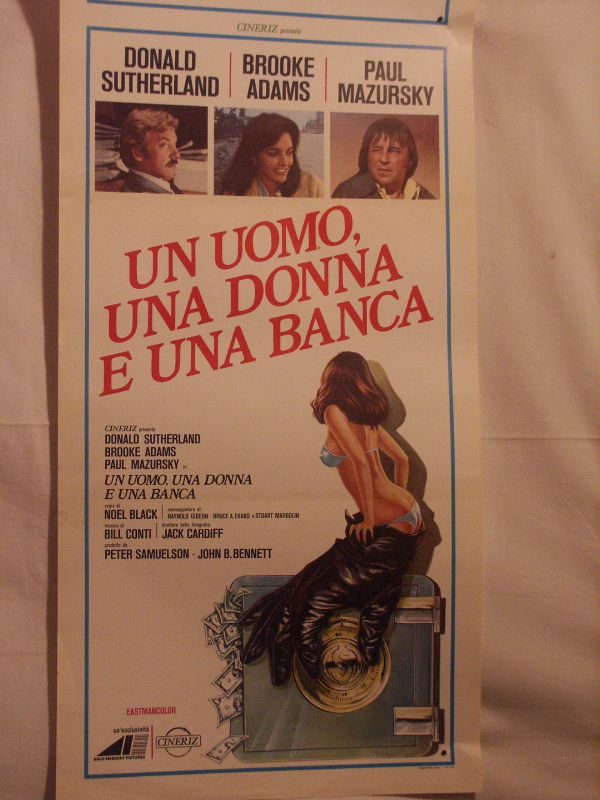 CINERIZ presenta
DONALD SUTHERLAND
BROOKE ADAMS
PAUL MAZURSKY
UN UOMO,
UNA DONNA
E UNA BANCA
CINERIZ presenta
DONALD SUTHERLAND
BROOKE ADAMS
PAUL MAZURSKY in
UN UOMO, UNA DONNA
E UNA BANCA
regia di
NOEL BLACK
sceneggiatura di
RAYNOLD GIDEON - BRUCE A. EVANS e STUART MARGOLIN
musica di
BILL CONTI
direttore della fotografia
JACK CARDIFF
prodotto da
PETER SAMUELSON - JOHN B. BENNETT
EASTMANCOLOR
un'esclusività
AVCO EMBASSY PICTURES
CINERIZ